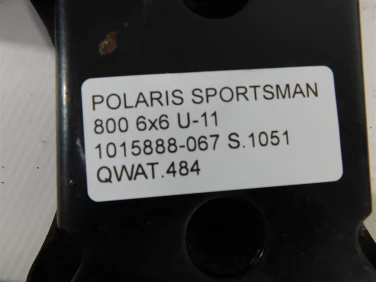 POLARIS SPORTSMAN
800 6x6 U-11
1015888-067 S.1051
QWAT.484